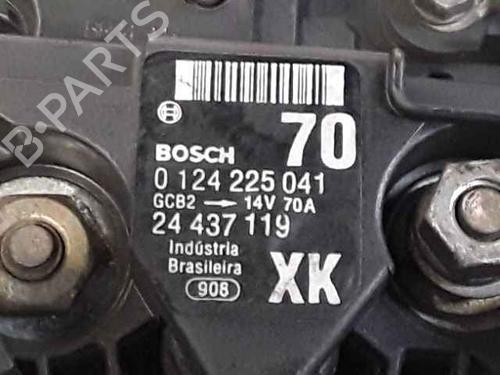 B-PARTS
70
BOSCH
0 124 225 041
GCB2 → 14V 70A
24 437 119
Indústria
Brasileira
908
XK